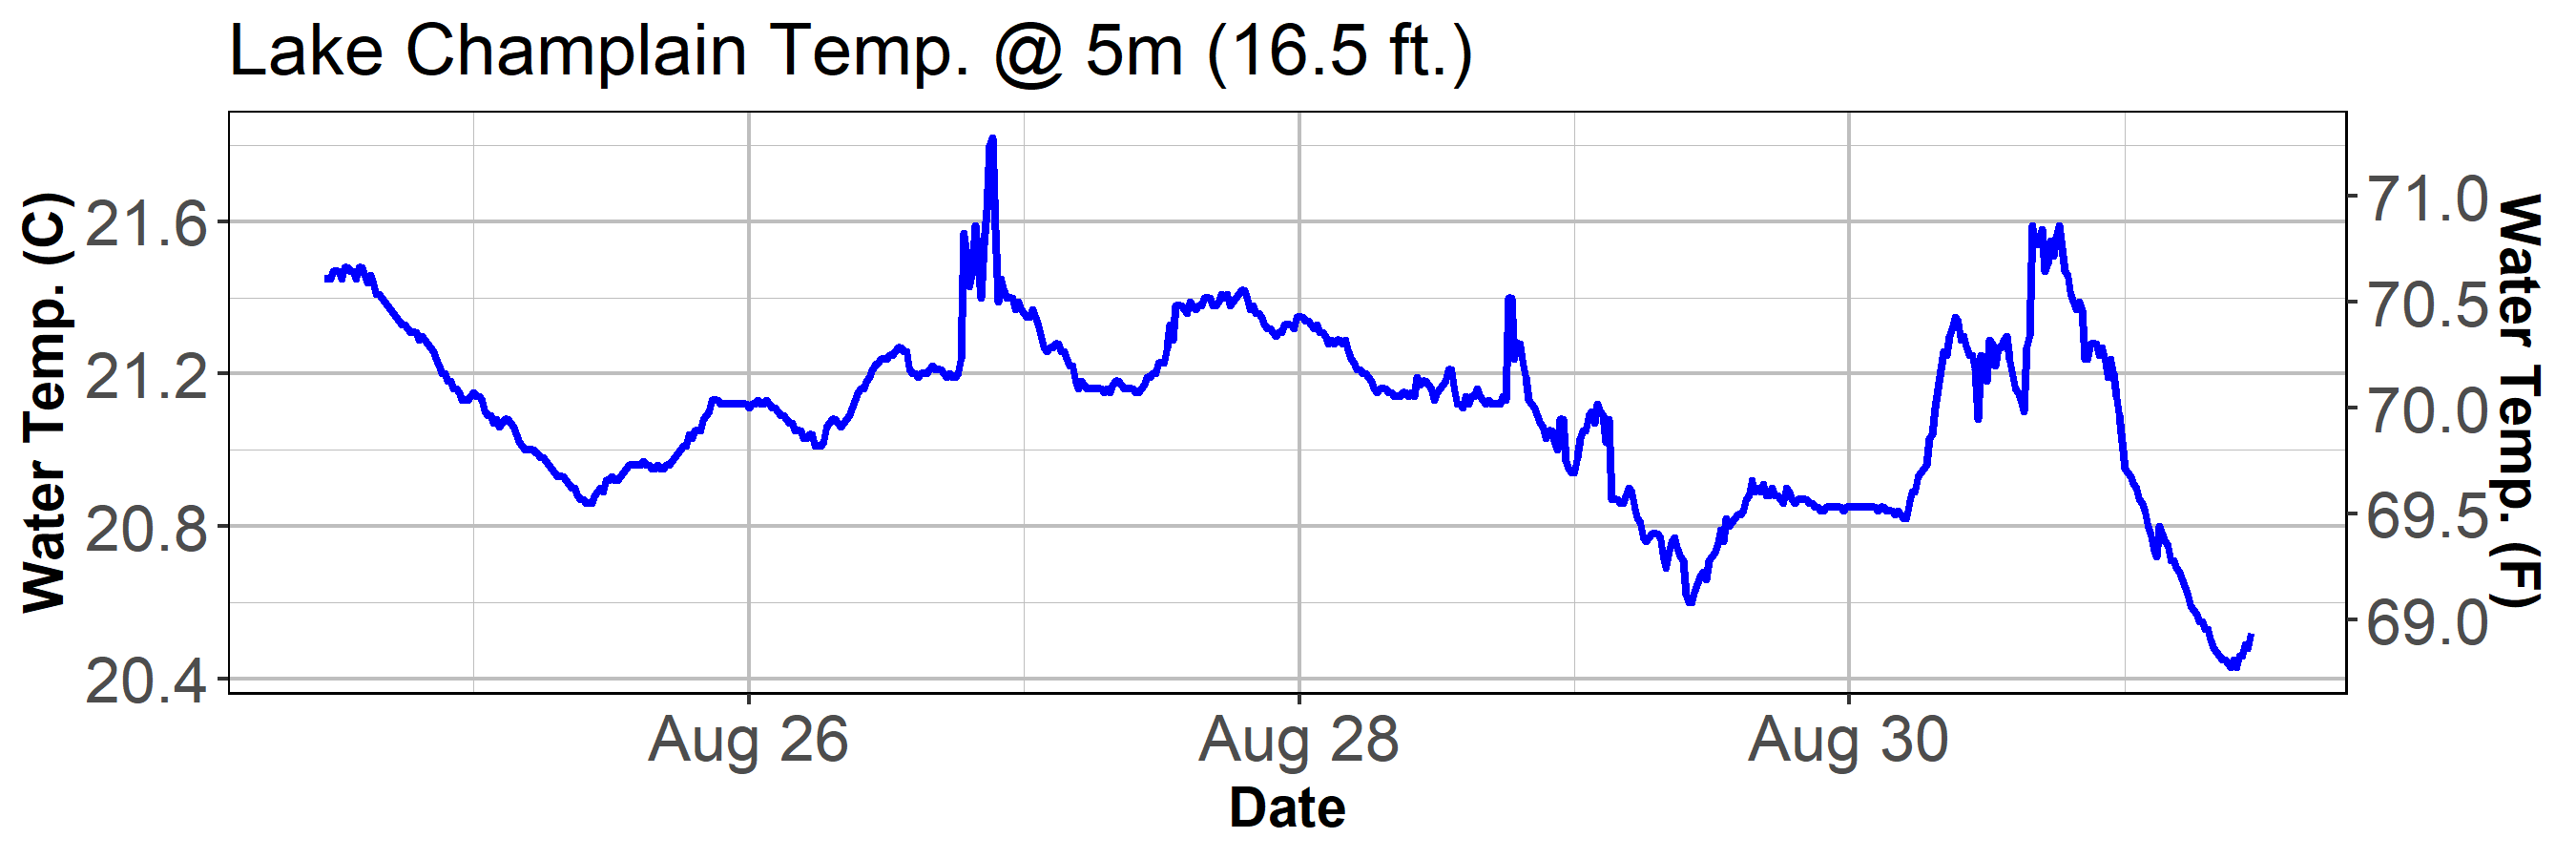 Lake Champlain Temp. @ 5m (16.5 ft.)
Water Temp. (C)
21.6
21.2
20.8
20.4
71.0
70.5
70.0
69.5
69.0
Water Temp. (F)
Aug 26 Aug 28 Aug 30
Date